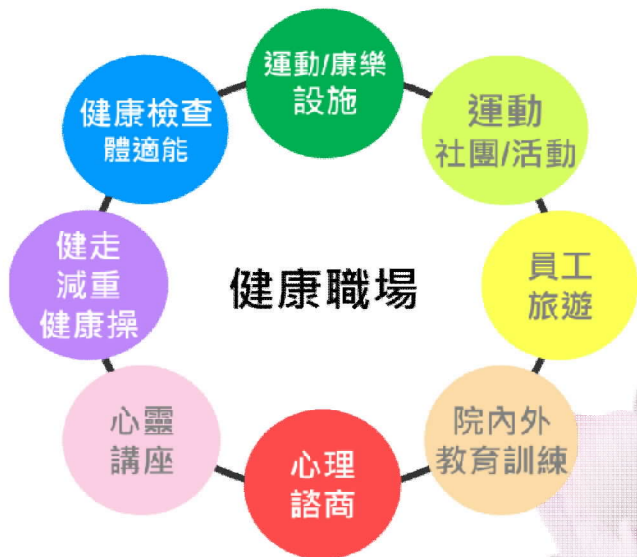 運動/康樂
設施
運動
社團/活動
員工
旅遊
院內外
教育訓練
心理
諮商
心靈
講座
健走
減重
健康操
健康檢查
體適能
健康職場